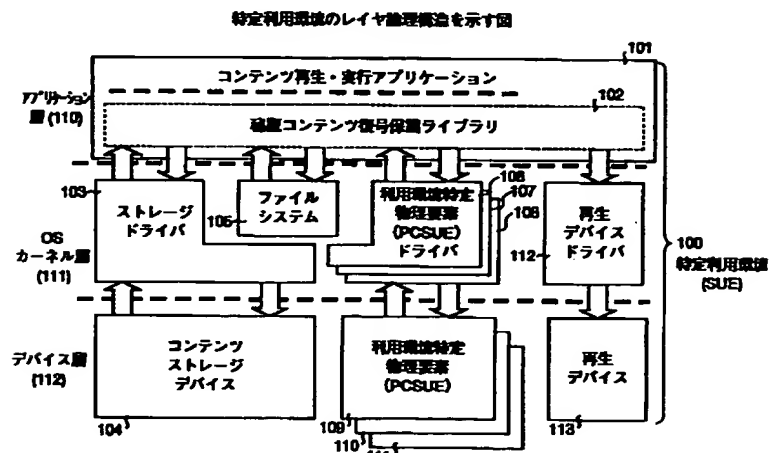 特定利用環境のレイヤ論理構造を示す図
101
コンテンツ再生・実行アプリケーション
102
アプリケーション
層 (110)
秘匿コンテンツ復号保護ライブラリ
103
ストレージ
ドライバ
OS
カーネル層
(111)
ファイル
システム
105
利用環境特定
物理要素
(PCSUE)
ドライバ
106
107
108
再生
デバイス
ドライバ
112
100
特定利用環境
(SUE)
デバイス層
(112)
コンテンツ
ストレージ
デバイス
104
利用環境特定
物理要素
(PCSUE)
109
110
再生
デバイス
113